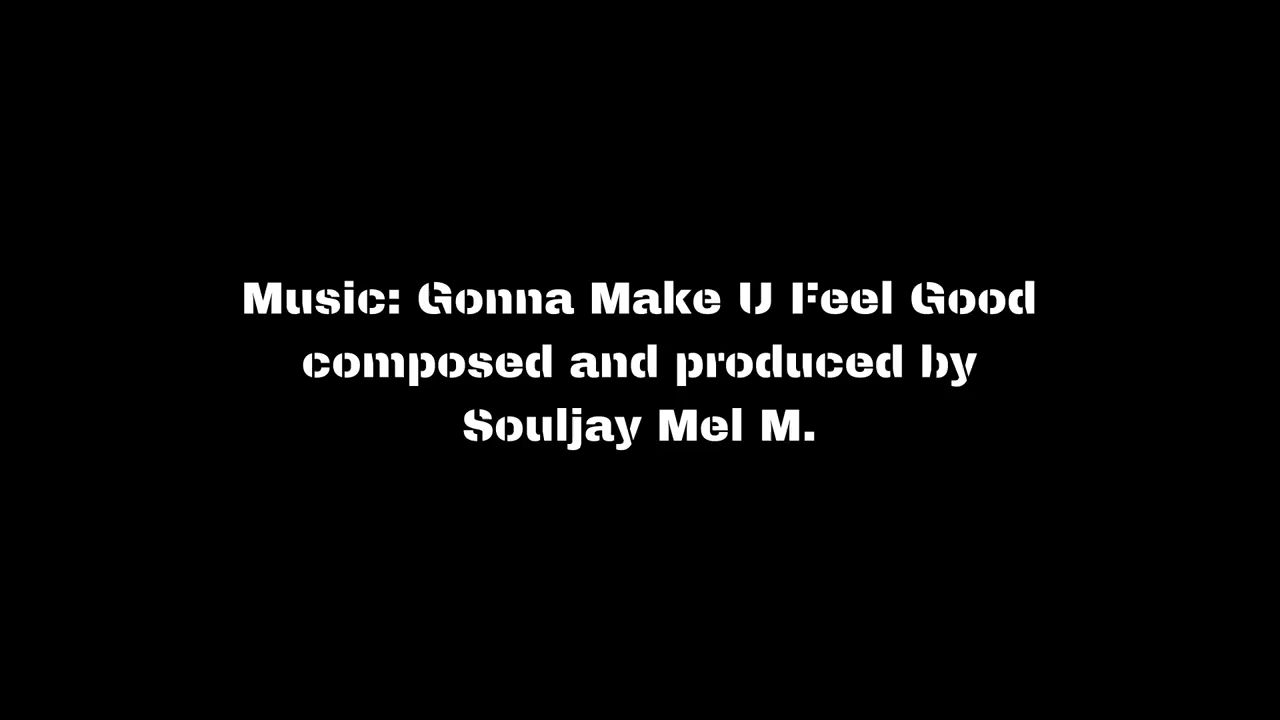 Music: Gonna Make U Feel Good
composed and produced by
Souljay Mel M.